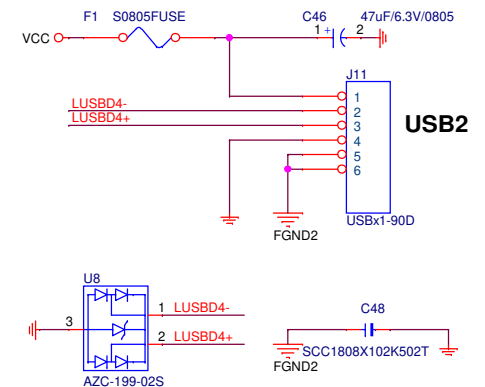 F1 S0805FUSE C46 47uF/6.3V/0805
VCC 1 + 2
J11
1
LUSBD4- 2
LUSBD4+ 3
USB2
4
5
6
USBx1-90D
FGND2
U8
1 LUSBD4-
3
2 LUSBD4+
AZC-199-02S
C48
SCC1808X102K502T
FGND2